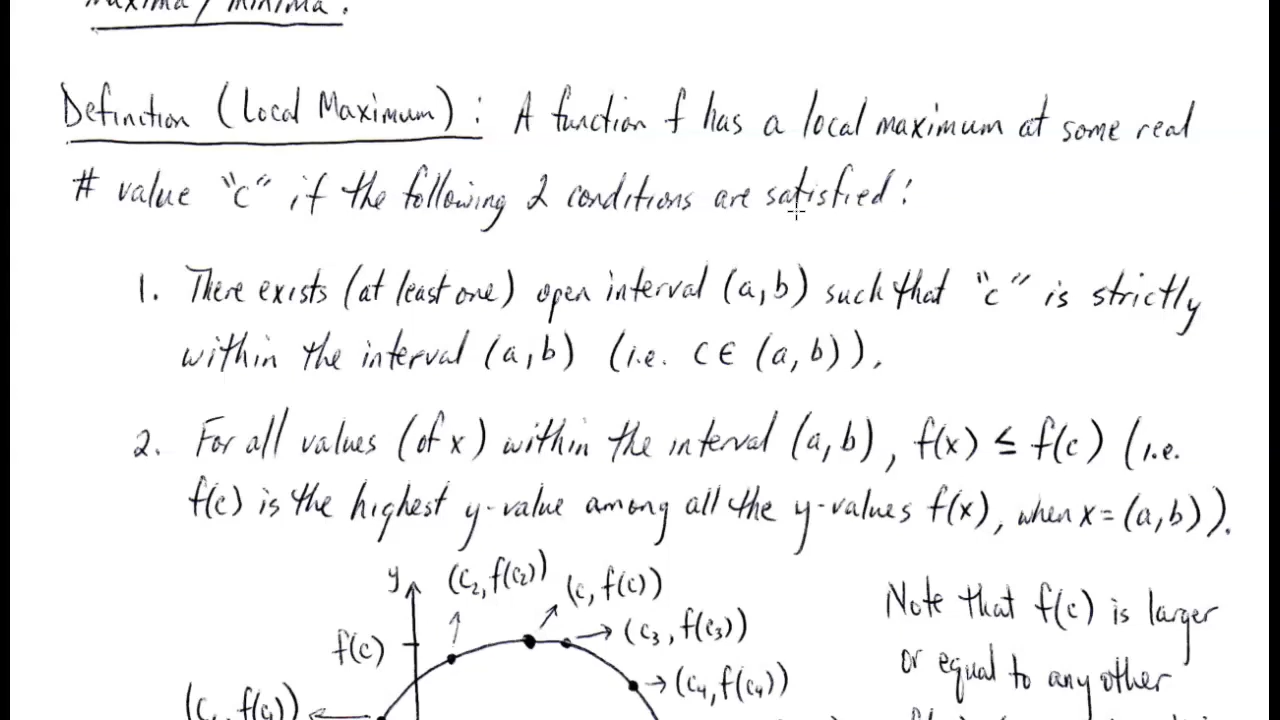 Maxima/Minima:
Definition (Local Maximum): A function f has a local maximum at some real
# value "c" if the following 2 conditions are satisfied:
1. There exists (at least one) open interval (a,b) such that "c" is strictly
within the interval (a,b) (i.e. c ∈ (a,b)).
2. For all values (of x) within the interval (a,b), f(x) ≤ f(c) (i.e.
f(c) is the highest y-value among all the y-values f(x), when x = (a,b)).
y (c₂, f(c₂)) (c, f(c))
Note that f(c) is larger
f(c) (c₃, f(c₃))
or equal to any other
(c₄, f(c₄))